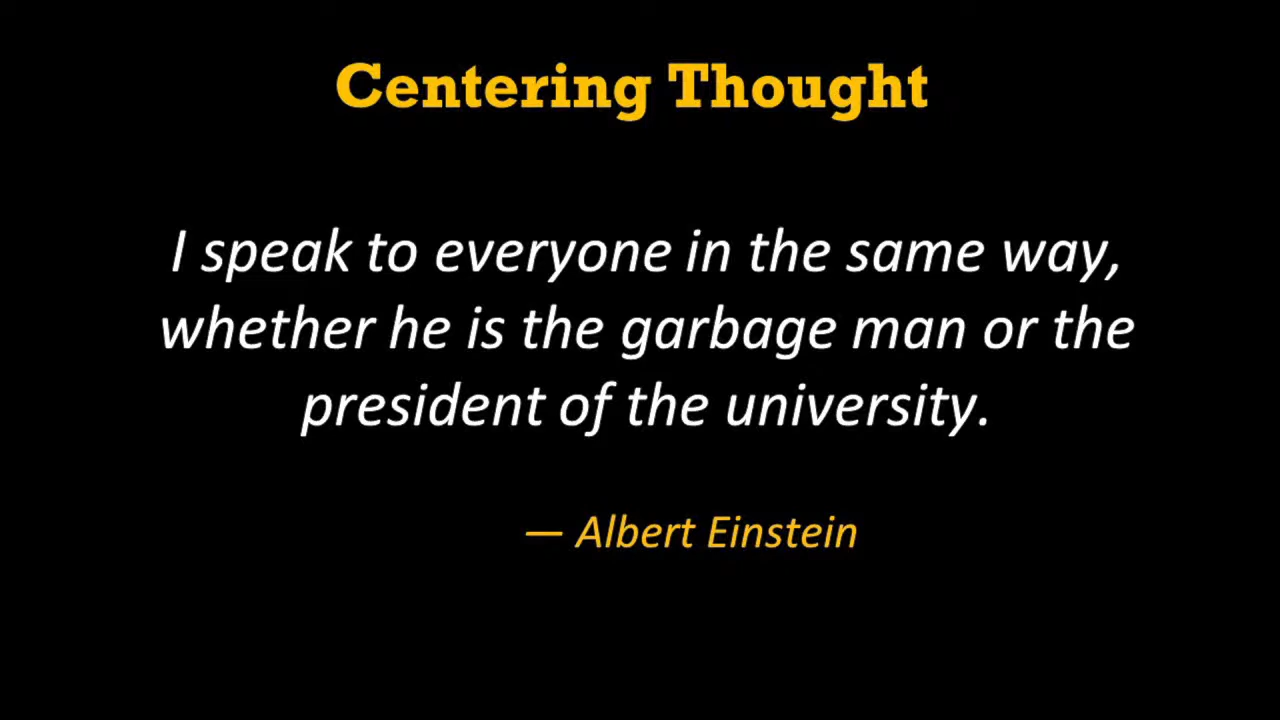 Centering Thought
I speak to everyone in the same way,
whether he is the garbage man or the
president of the university.
— Albert Einstein